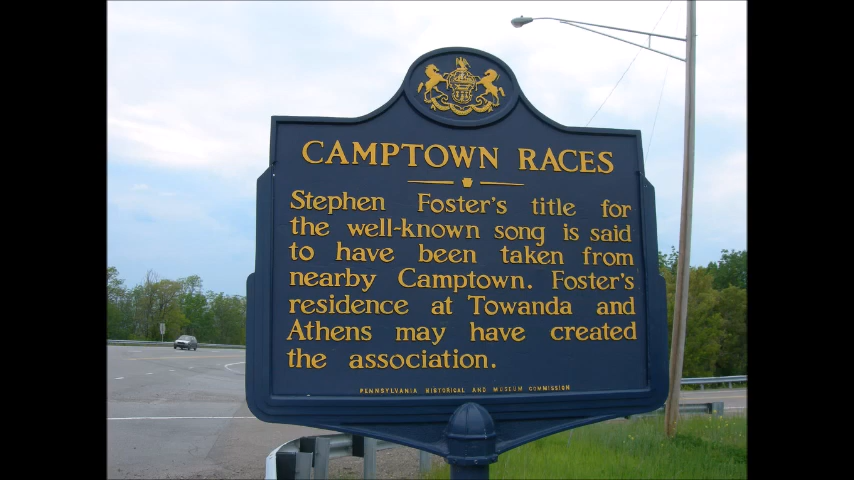 CAMPTOWN RACES
Stephen Foster's title for
the well-known song is said
to have been taken from
nearby Camptown. Foster's
residence at Towanda and
Athens may have created
the association.
PENNSYLVANIA HISTORICAL AND MUSEUM COMMISSION